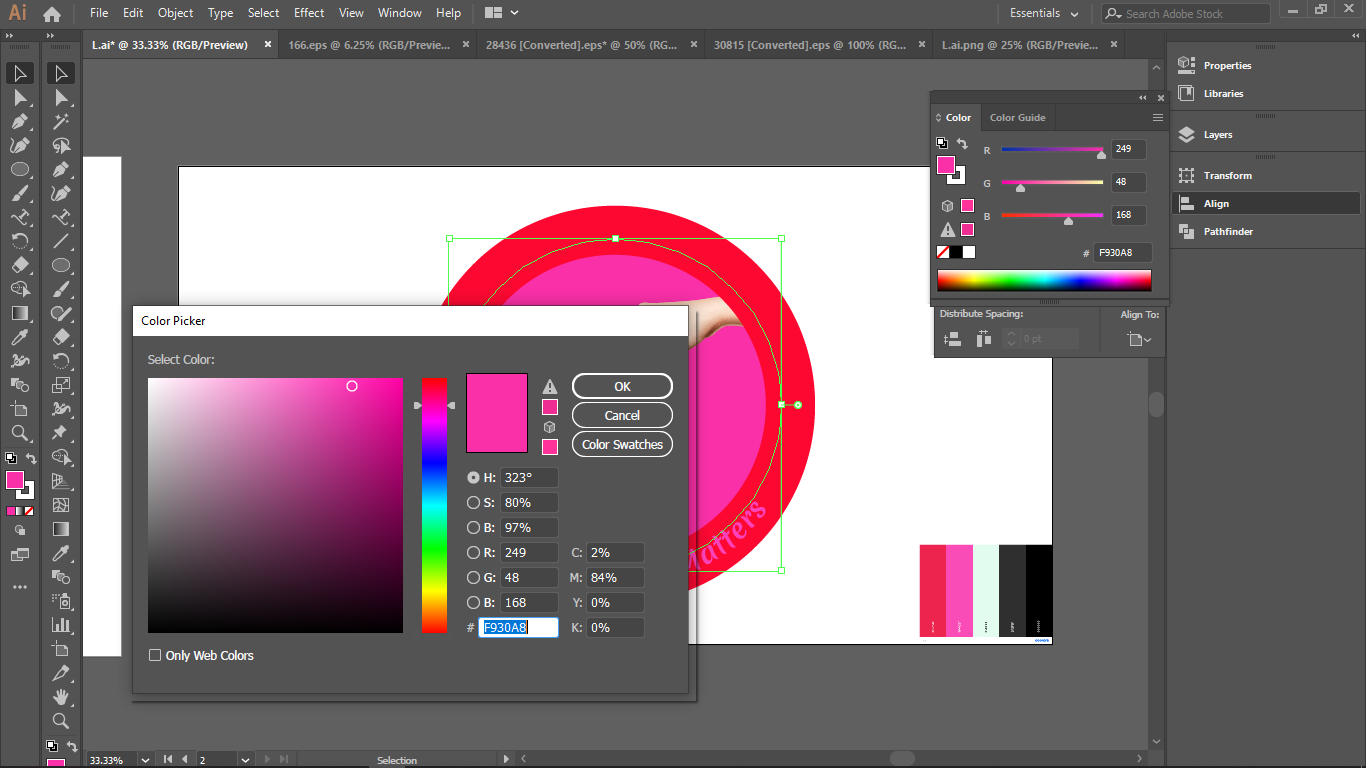 Ai File Edit Object Type Select Effect View Window Help Essentials Search Adobe Stock
L.ai* @ 33.33% (RGB/Preview) × 166.eps @ 6.25% (RGB/Previe... × 28436 [Converted].eps* @ 50% (RG... × 30815 [Converted].eps @ 100% (RG... × L.ai.png @ 25% (RGB/Previe... ×
Properties
Libraries
Layers
Transform
Align
Pathfinder
Color Color Guide
R 249
G 48
B 168
# F930A8
Distribute Spacing: Align To:
0 pt
Color Picker
Select Color:
OK
Cancel
Color Swatches
H: 323°
S: 80%
B: 97%
R: 249 C: 2%
G: 48 M: 84%
B: 168 Y: 0%
# F930A8 K: 0%
Only Web Colors
Matters
33.33% 2 Selection